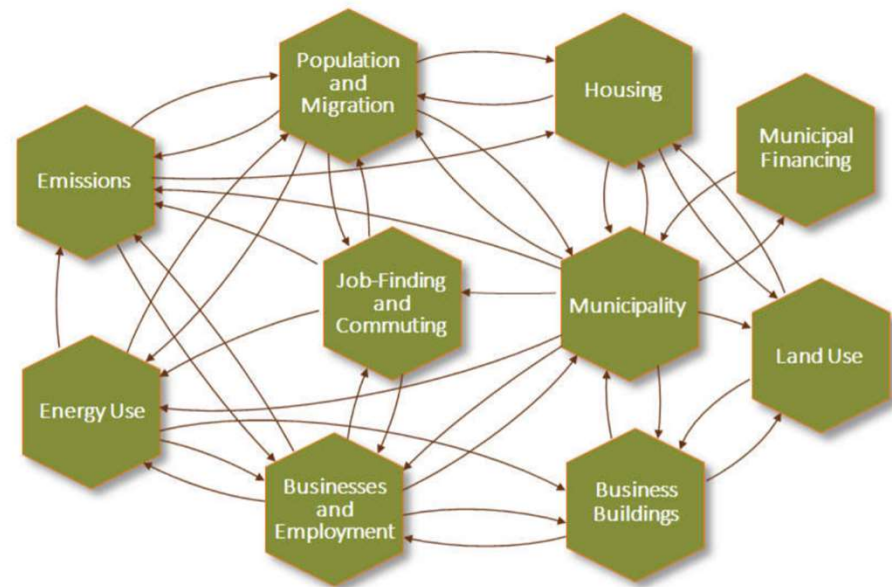 Population
and
Migration
Housing
Municipal
Financing
Emissions
Job-Finding
and
Commuting
Municipality
Land Use
Energy Use
Businesses
and
Employment
Business
Buildings